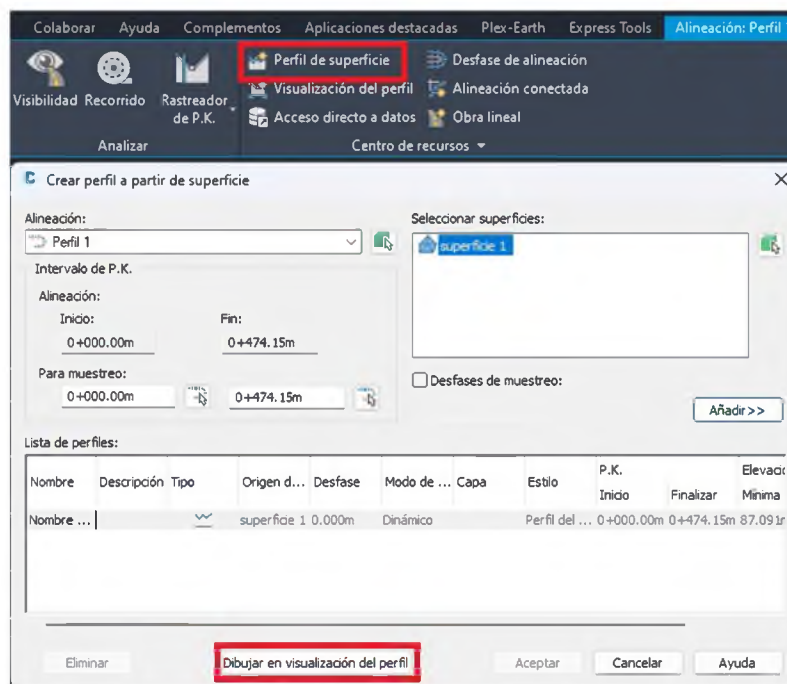 Colaborar Ayuda Complementos Aplicaciones destacadas Plex-Earth Express Tools Alineación: Perfil
Perfil de superficie Desfase de alineación
Visibilidad Recorrido Rastreador de P.K. Visualización del perfil Alineación conectada
Acceso directo a datos Obra lineal
Analizar Centro de recursos
C Crear perfil a partir de superficie
Alineación: Seleccionar superficies:
Perfil 1 superficie 1
Intervalo de P.K.
Alineación:
Inicio: Fin:
0+000.00m 0+474.15m
Para muestreo: Desfases de muestreo:
0+000.00m 0+474.15m
Añadir>>
Lista de perfiles:
Nombre Descripción Tipo Origen d... Desfase Modo de ... Capa Estilo P.K. Elevació
Inicio Finalizar Mínima
Nombre ... superficie 1 0.000m Dinámico Perfil del ... 0+000.00m 0+474.15m 87.091m
Eliminar Dibujar en visualización del perfil Aceptar Cancelar Ayuda